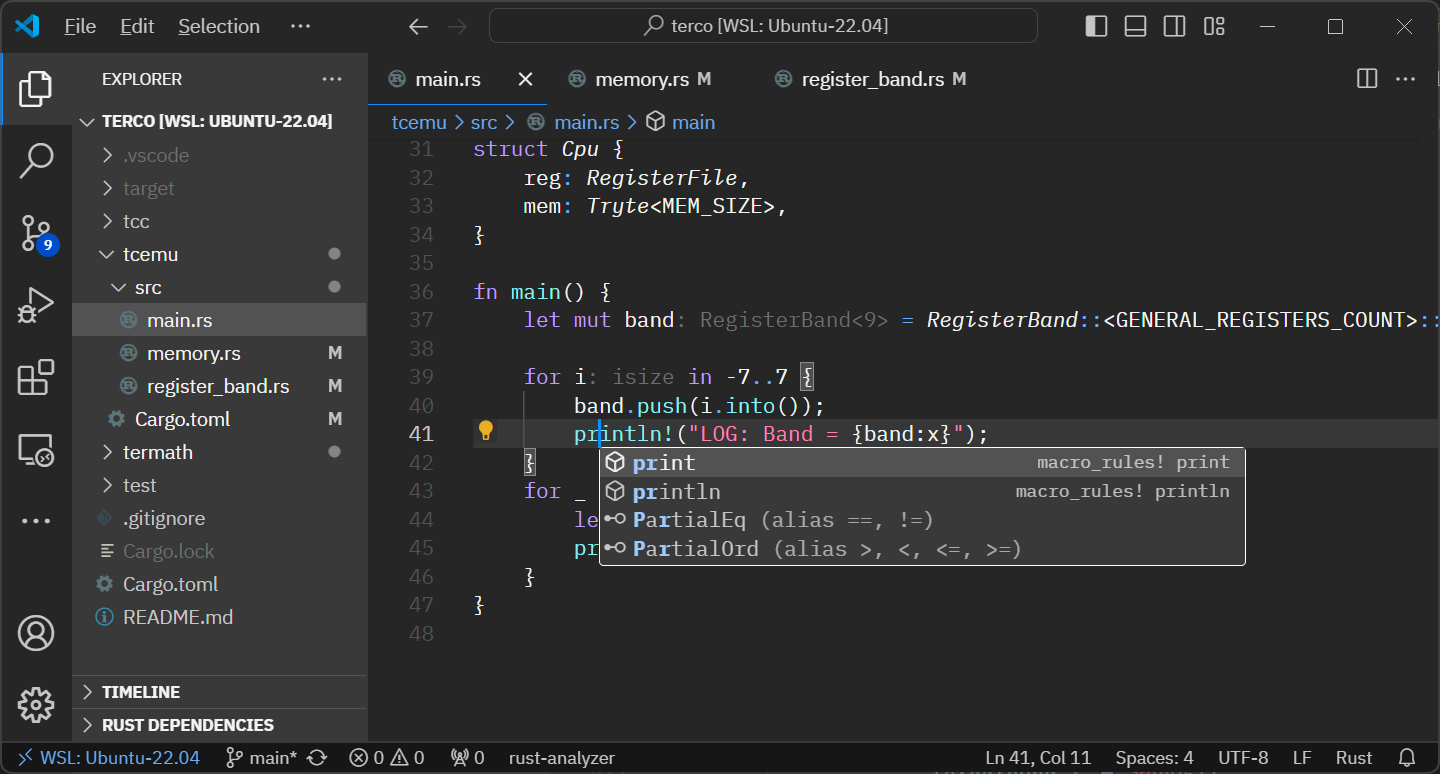 File Edit Selection ··· terco [WSL: Ubuntu-22.04]
EXPLORER ···
TERCO [WSL: UBUNTU-22.04]
.vscode
target
tcc
tcemu
src
main.rs
memory.rs M
register_band.rs M
Cargo.toml M
termath
test
.gitignore
Cargo.lock
Cargo.toml
README.md
TIMELINE
RUST DEPENDENCIES
9
main.rs memory.rs M register_band.rs M
tcemu > src > main.rs > main
31 struct Cpu {
32 reg: RegisterFile,
33 mem: Tryte<MEM_SIZE>,
34 }
35
36 fn main() {
37 let mut band: RegisterBand<9> = RegisterBand::<GENERAL_REGISTERS_COUNT>::
38
39 for i: isize in -7..7 {
40 band.push(i.into());
41 println!("LOG: Band = {band:x}");
42 }
43 for _
44 le
45 pr
46 }
47 }
48
print macro_rules! print
println macro_rules! println
PartialEq (alias ==, !=)
PartialOrd (alias >, <, <=, >=)
WSL: Ubuntu-22.04 main* 0 0 0 rust-analyzer Ln 41, Col 11 Spaces: 4 UTF-8 LF Rust